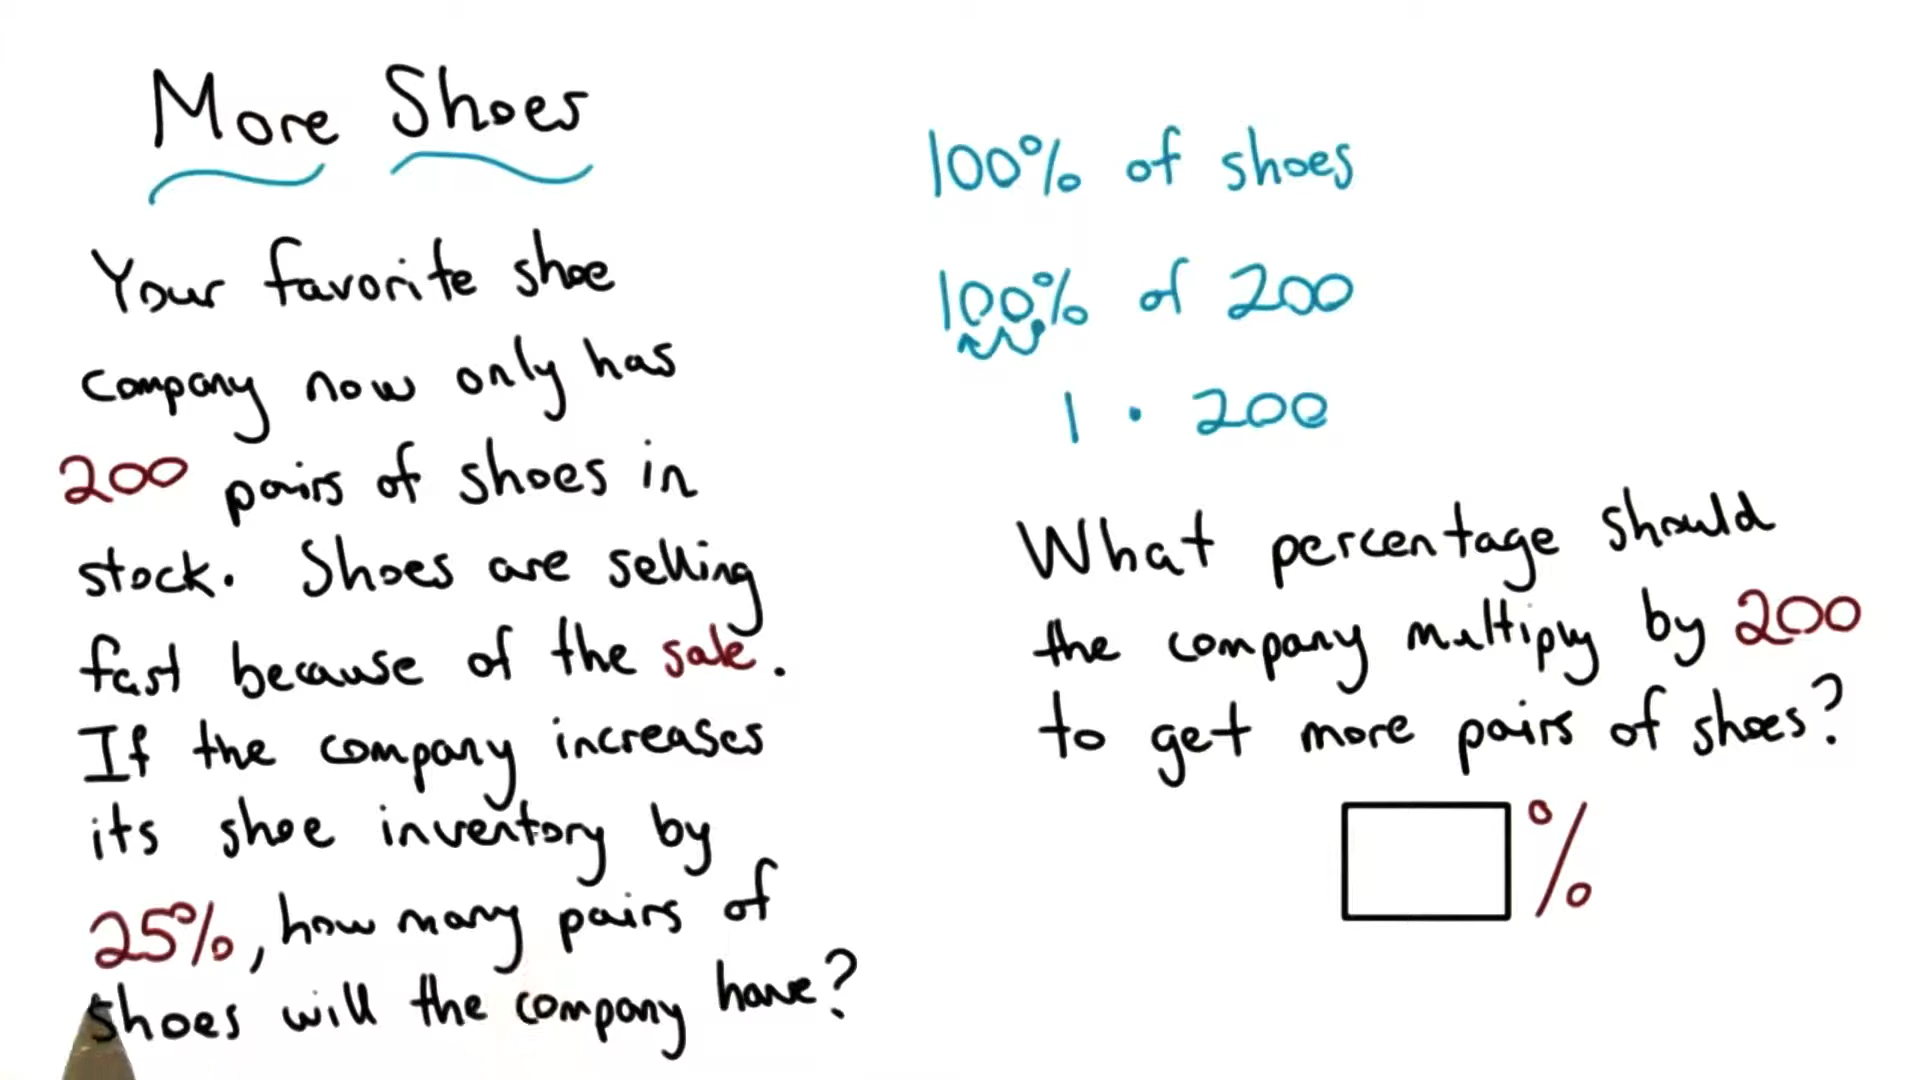 More Shoes
Your favorite shoe
company now only has
200 pairs of shoes in
stock. Shoes are selling
fast because of the sale.
If the company increases
its shoe inventory by
25%, how many pairs of
shoes will the company have?
100% of shoes
100% of 200
1 · 200
What percentage should
the company multiply by 200
to get more pairs of shoes?
%